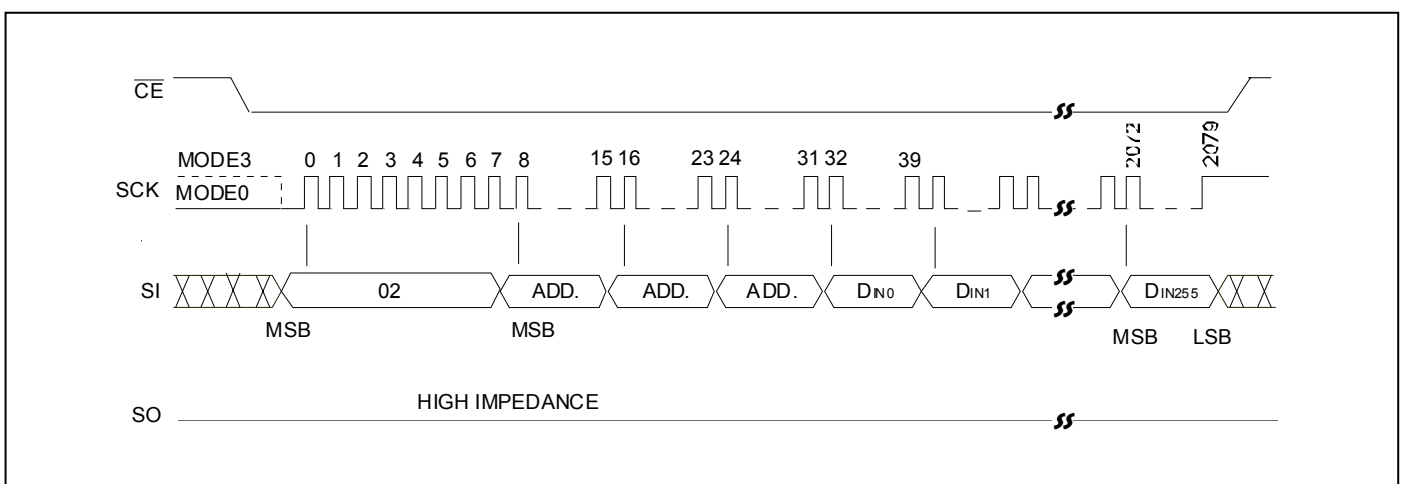 CE
MODE3 0 1 2 3 4 5 6 7 8 15 16 23 24 31 32 39 2072 2079
SCK MODE0
SI 02 ADD. ADD. ADD. DIN0 DIN1 DIN255
MSB MSB MSB LSB
HIGH IMPEDANCE
SO